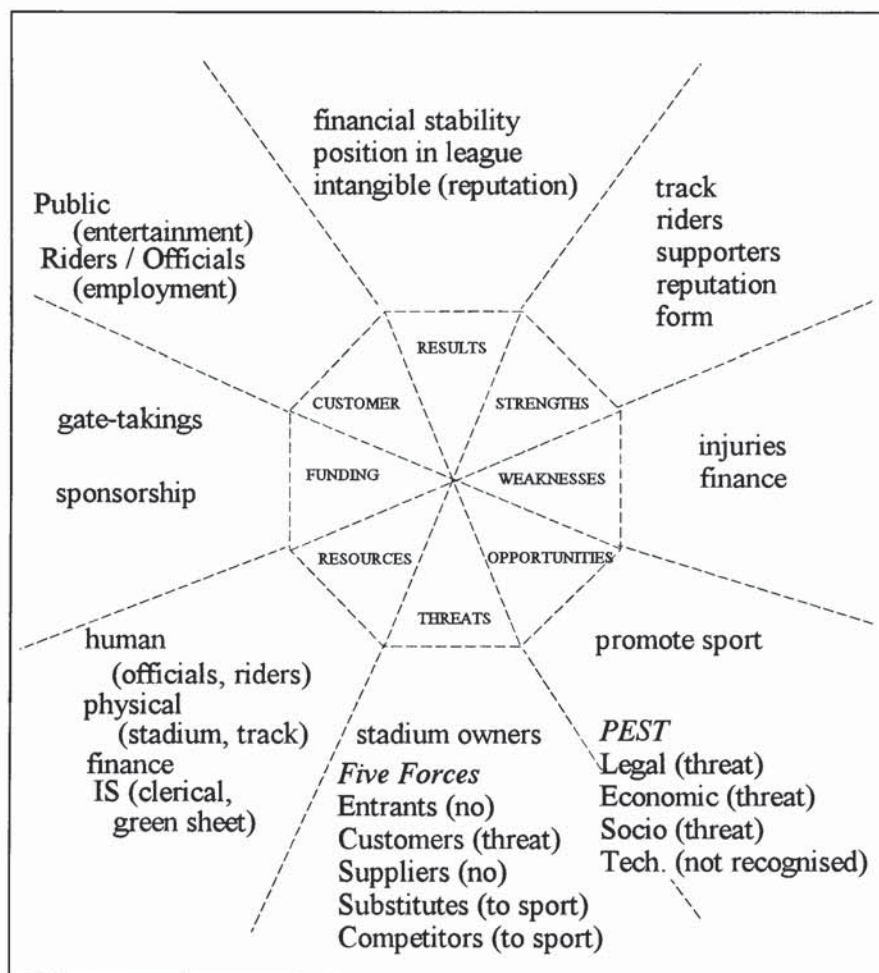 financial stability
position in league
intangible (reputation)
track
riders
supporters
reputation
form
Public
(entertainment)
Riders / Officials
(employment)
RESULTS
CUSTOMER
STRENGTHS
gate-takings
sponsorship
FUNDING
WEAKNESSES
injuries
finance
RESOURCES
OPPORTUNITIES
THREATS
human
(officials, riders)
physical
(stadium, track)
finance
IS (clerical,
green sheet)
stadium owners
Five Forces
Entrants (no)
Customers (threat)
Suppliers (no)
Substitutes (to sport)
Competitors (to sport)
promote sport
PEST
Legal (threat)
Economic (threat)
Socio (threat)
Tech. (not recognised)